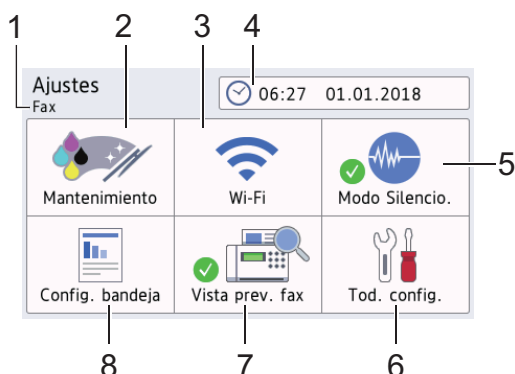 1 2 3 4
Ajustes
Fax
06:27 01.01.2018
Mantenimiento Wi-Fi Modo Silencio.
5
Config. bandeja Vista prev. fax Tod. config.
8 7 6